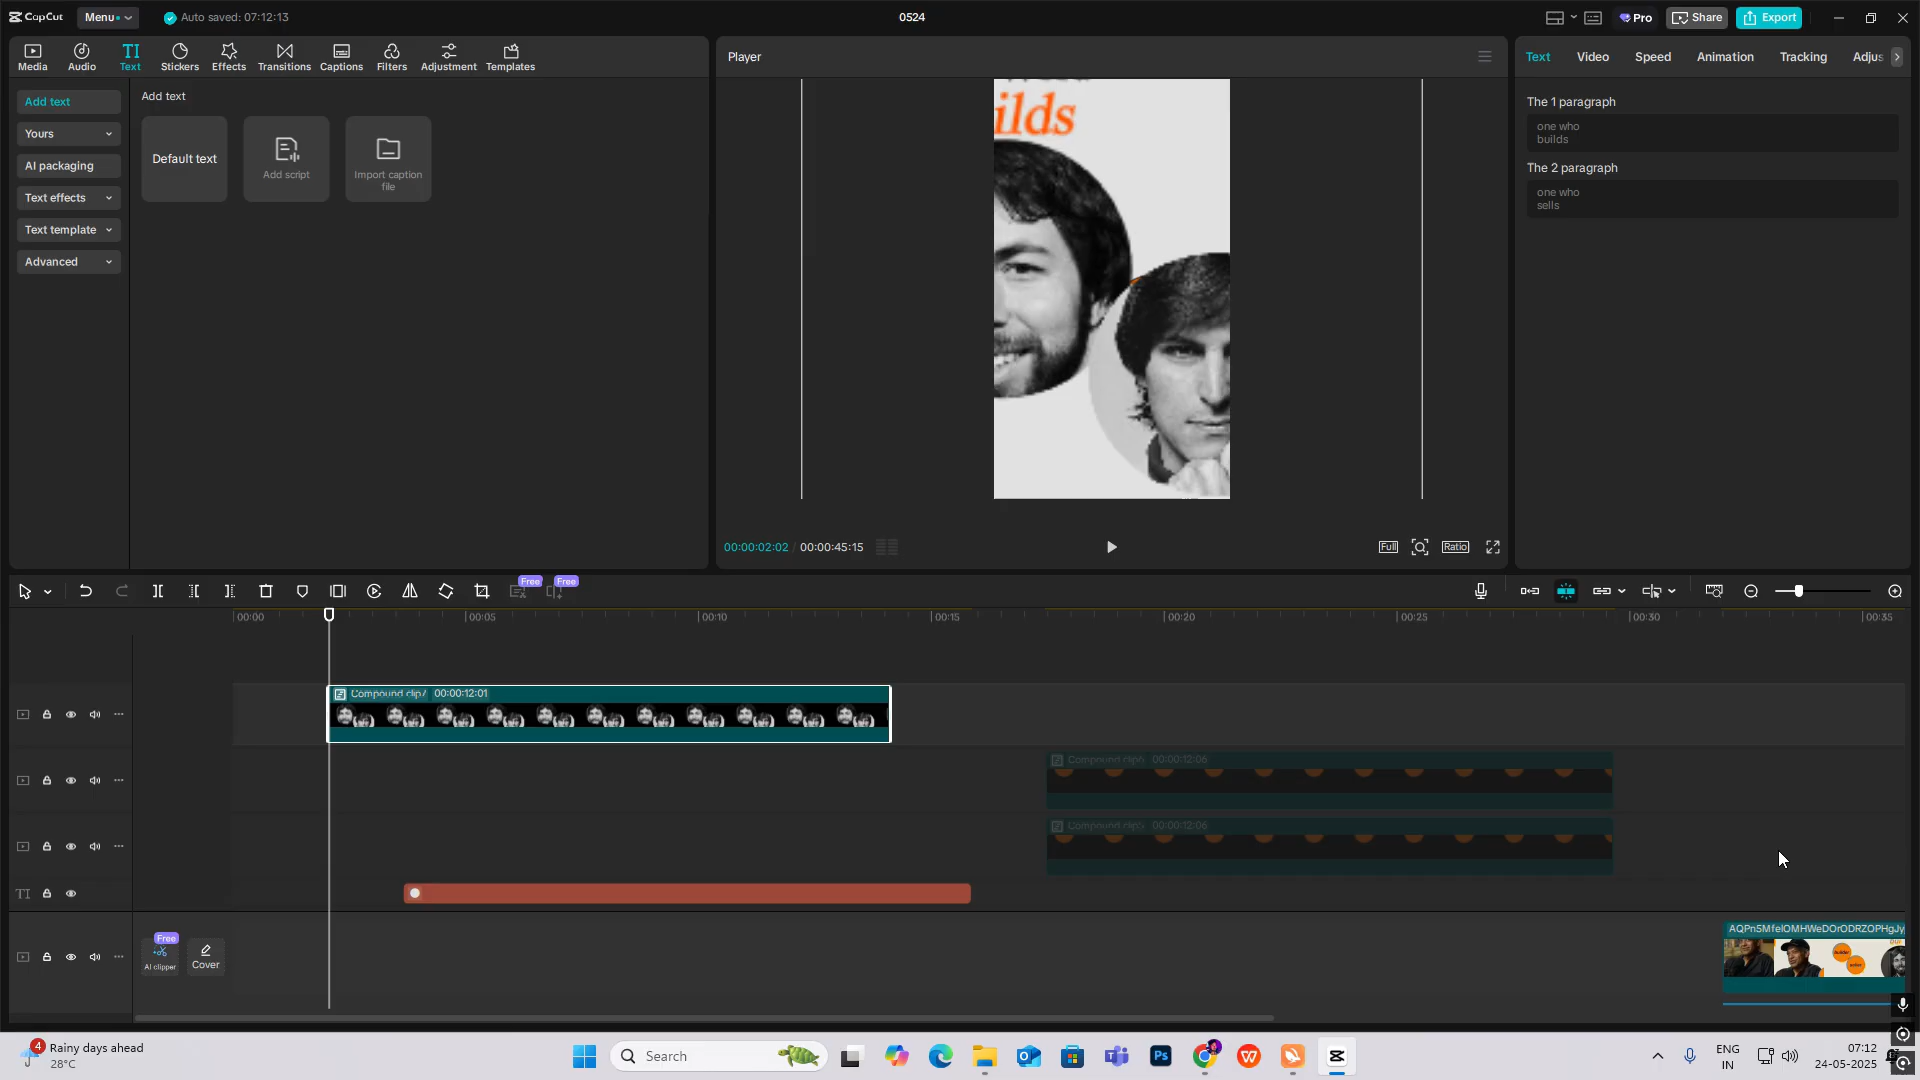 CapCut
Menu
Auto saved: 07:12:13
0524
Pro
Share
Export
Media
Audio
TI
Text
Stickers
Effects
Transitions
Captions
Filters
Adjustment
Templates
Add text
Yours
AI packaging
Text effects
Text template
Advanced
Add text
Default text
Add script
Import caption
file
Player
ilds
00:00:02:02
00:00:45:15
Full
Ratio
Text
Video
Speed
Animation
Tracking
Adjus
The 1 paragraph
one who
builds
The 2 paragraph
one who
sells
Free
Free
00:00
00:05
00:10
00:15
00:20
00:25
00:30
00:35
Compound clip
00:00:12:01
Compound clip
00:00:12:06
Compound clip
00:00:12:06
TI
Free
AI clipper
Cover
AQPn5MfelOMHWeDOrODRZOPHgJy
4
Rainy days ahead
28°C
Search
ENG
IN
07:12
24-05-2025